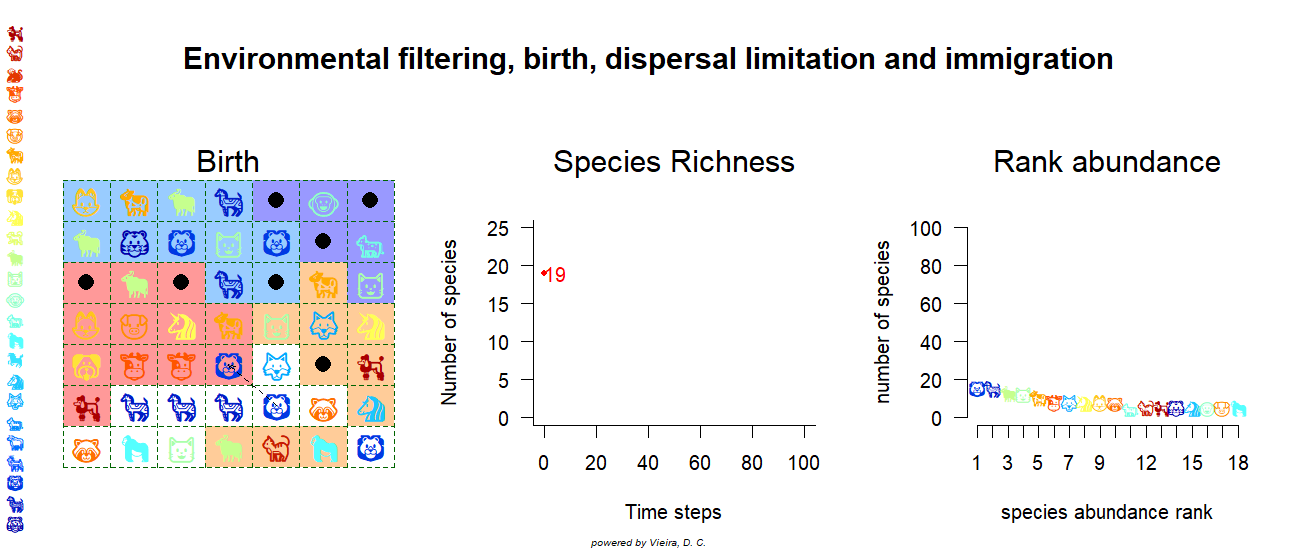 Environmental filtering, birth, dispersal limitation and immigration
Birth
Species Richness
Rank abundance
Number of species
25
20
15
10
5
0
19
0 20 40 60 80 100
Time steps
number of species
100
80
60
40
20
0
1 3 5 7 9 12 15 18
species abundance rank
powered by Vieira, D. C.